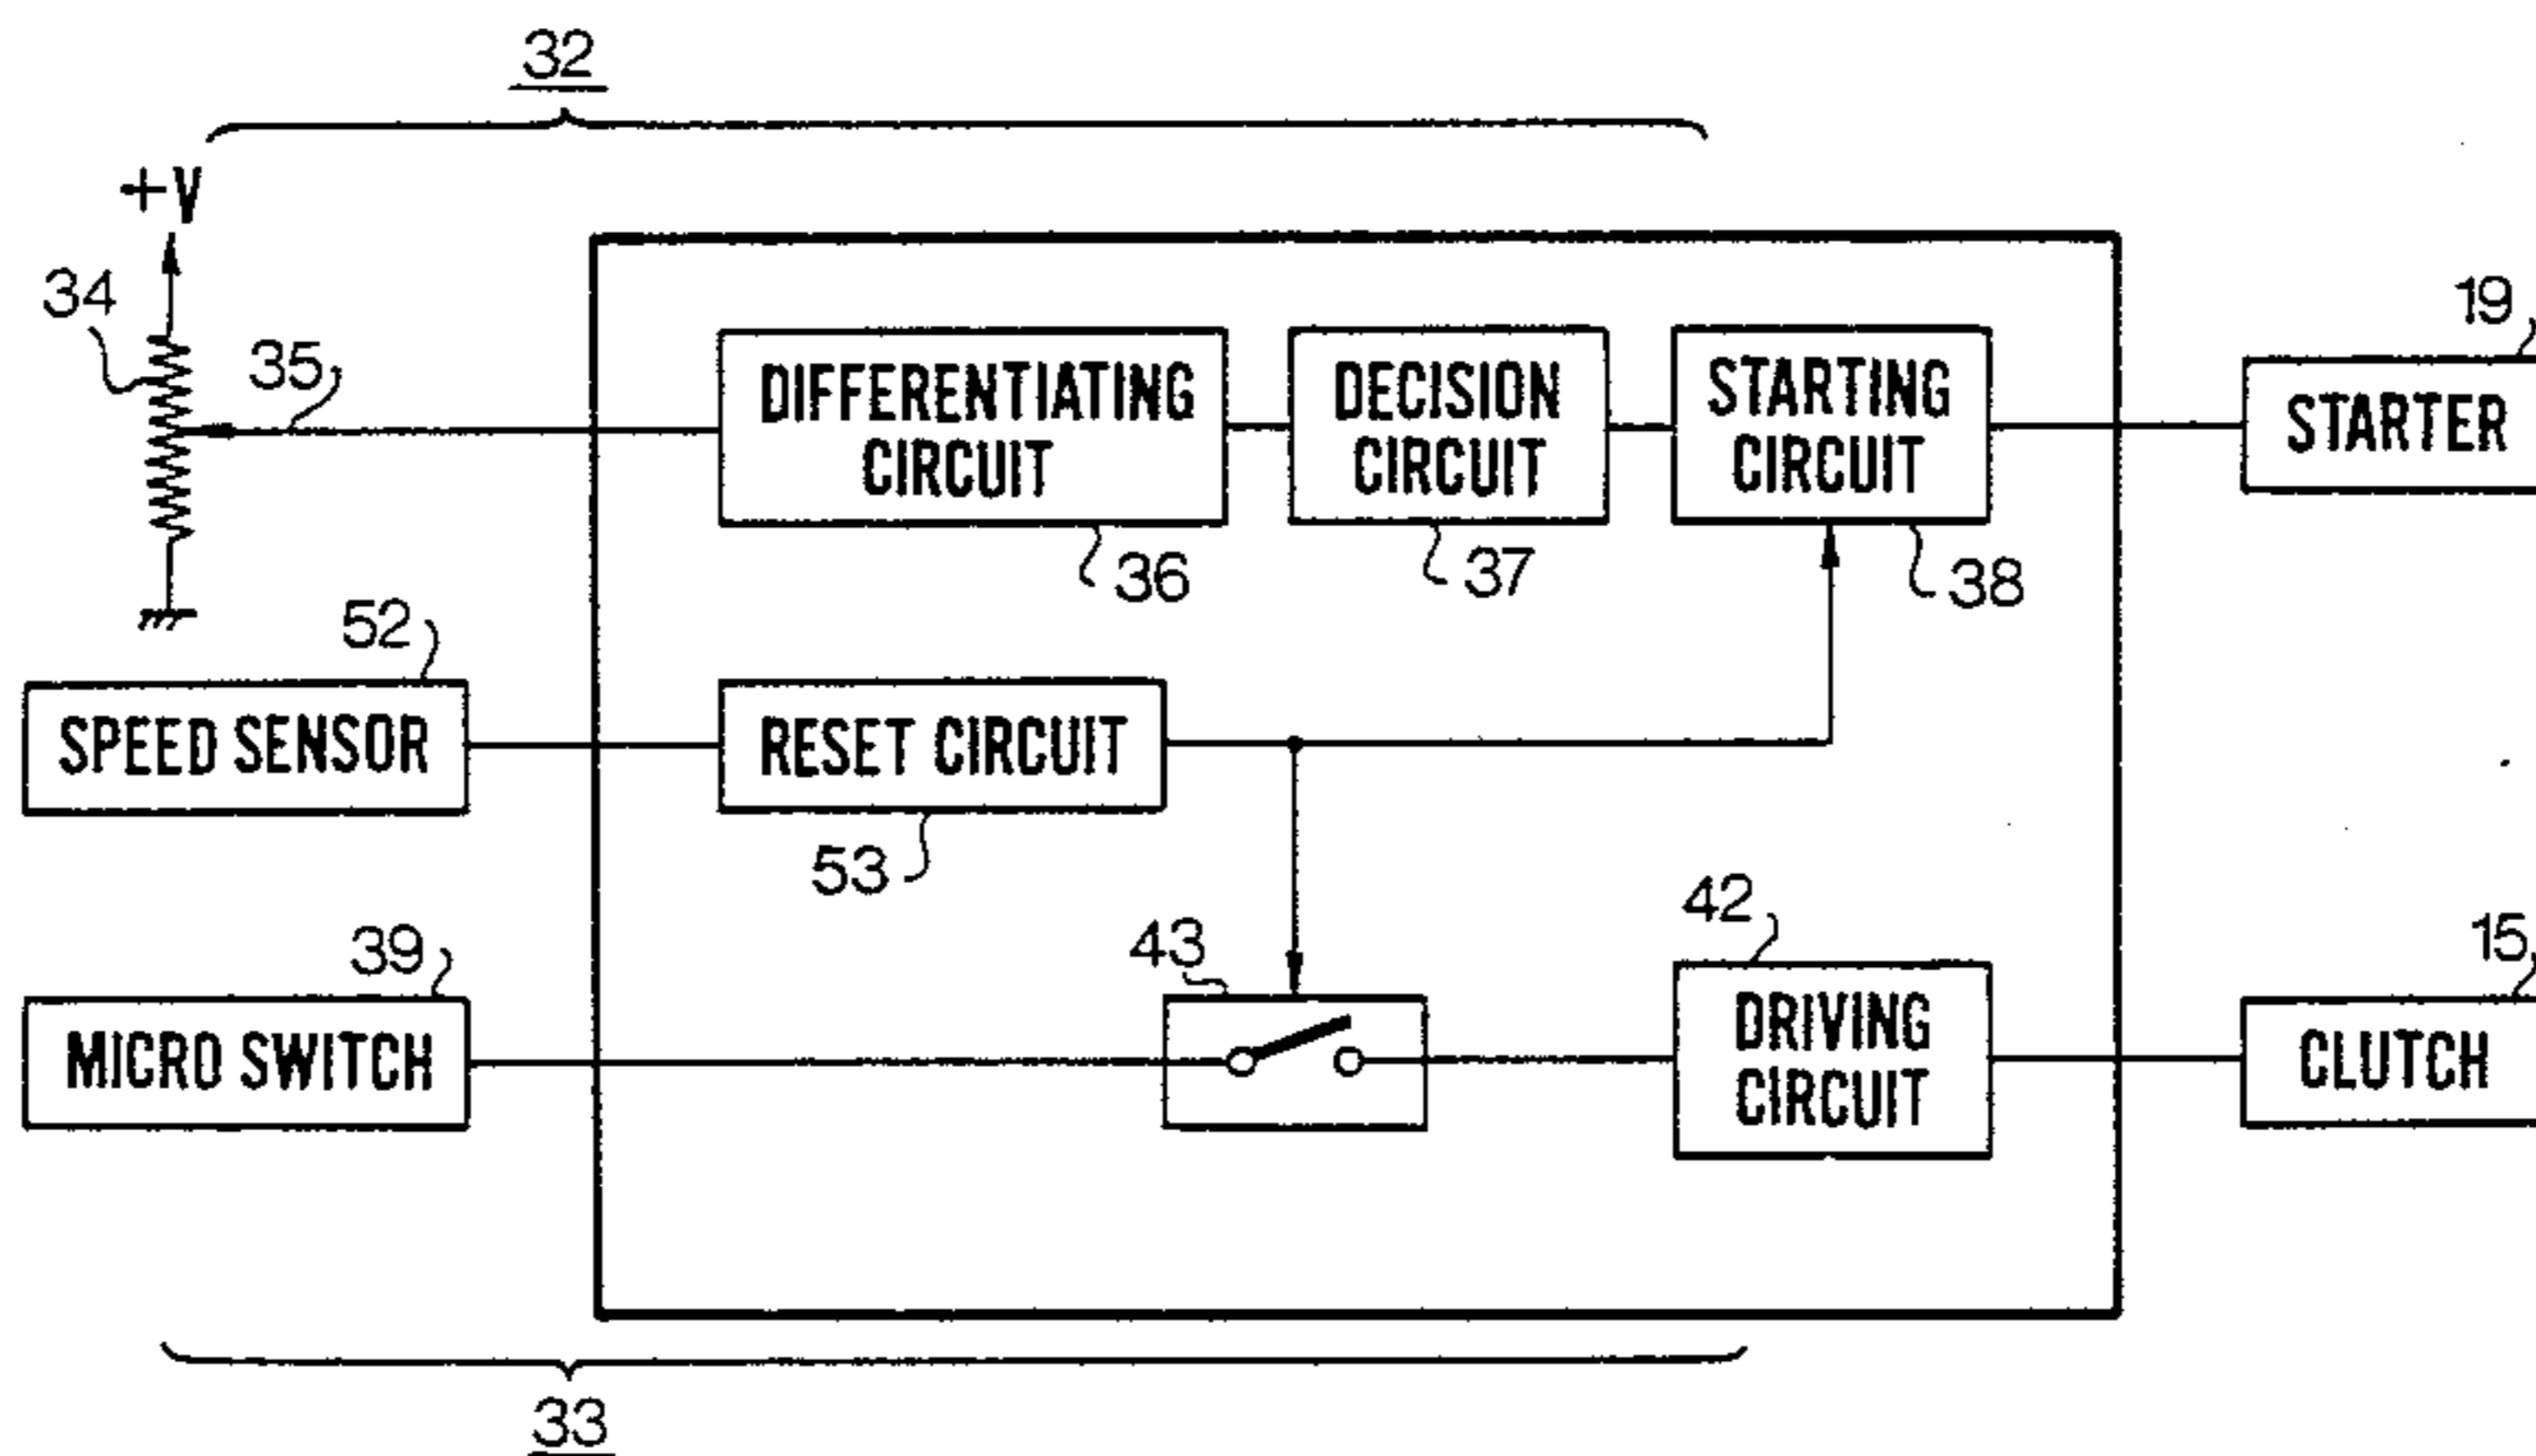 32
+V
34
35
DIFFERENTIATING
CIRCUIT
36
DECISION
CIRCUIT
37
STARTING
CIRCUIT
38
19
STARTER
52
SPEED SENSOR
RESET CIRCUIT
53
39
MICRO SWITCH
43
42
DRIVING
CIRCUIT
15
CLUTCH
33